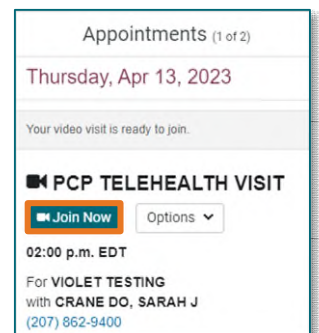 Appointments (1 of 2)
Thursday, Apr 13, 2023
Your video visit is ready to join.
PCP TELEHEALTH VISIT
Join Now Options
02:00 p.m. EDT
For VIOLET TESTING
with CRANE DO, SARAH J
(207) 862-9400